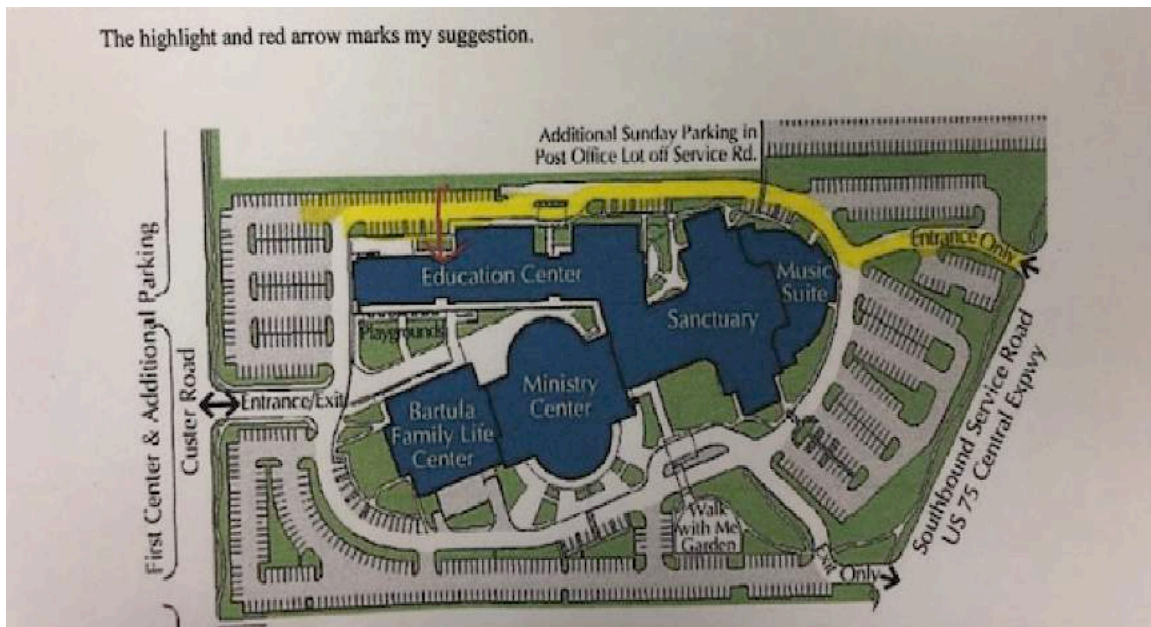 The highlight and red arrow marks my suggestion.
Additional Sunday Parking in
Post Office Lot off Service Rd.
Entrance Only
Education Center
Music
Suite
Sanctuary
Playgrounds
Ministry
Center
Bartula
Family Life
Center
Entrance/Exit
Custer Road
First Center & Additional Parking
Walk
with Me
Garden
Exit Only
Southbound Service Road
US 75 Central Expwy